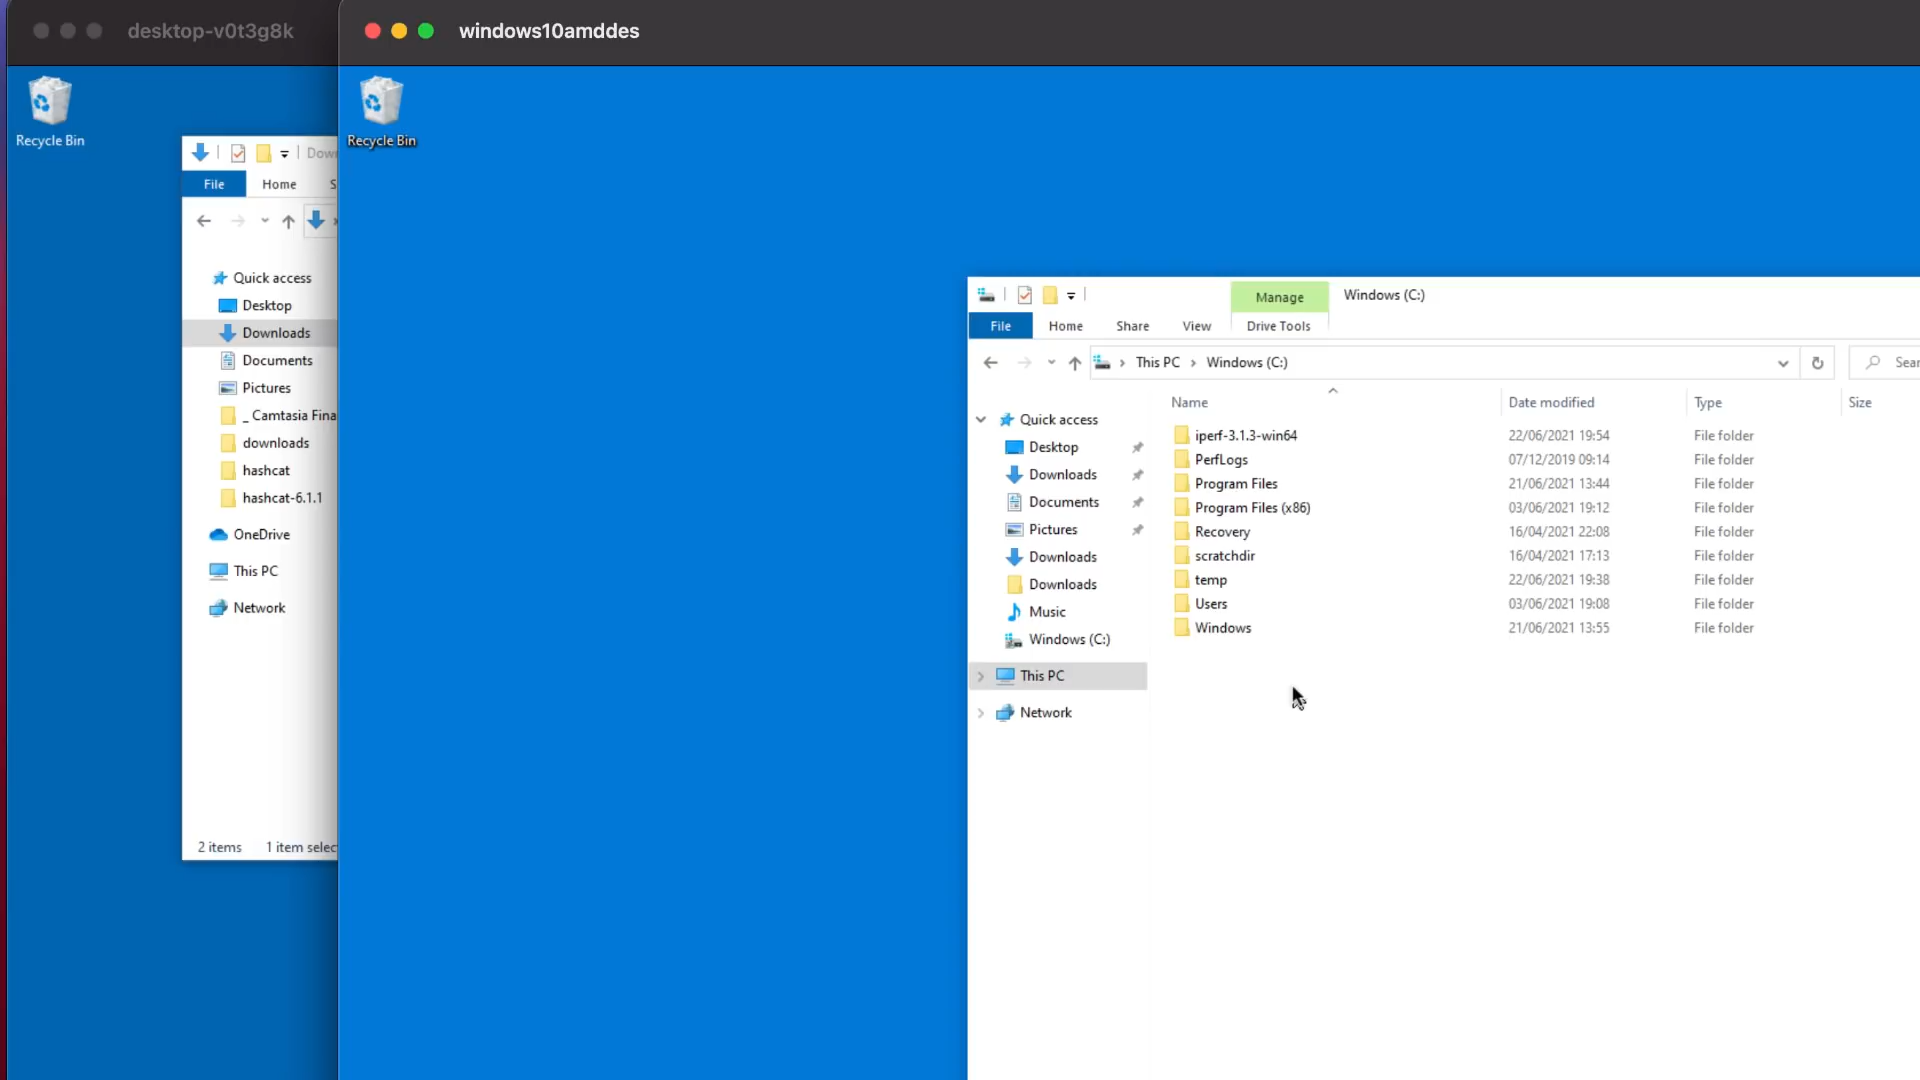 desktop-v0t3g8k
Recycle Bin
Dow
File Home S
Quick access
Desktop
Downloads
Documents
Pictures
_ Camtasia Fina
downloads
hashcat
hashcat-6.1.1
OneDrive
This PC
Network
2 items 1 item selec
windows10amddes
Recycle Bin
Manage Windows (C:)
File Home Share View Drive Tools
This PC Windows (C:) Sear
Name Date modified Type Size
Quick access
Desktop
Downloads
Documents
Pictures
Downloads
Downloads
Music
Windows (C:)
This PC
Network
iperf-3.1.3-win64 22/06/2021 19:54 File folder
PerfLogs 07/12/2019 09:14 File folder
Program Files 21/06/2021 13:44 File folder
Program Files (x86) 03/06/2021 19:12 File folder
Recovery 16/04/2021 22:08 File folder
scratchdir 16/04/2021 17:13 File folder
temp 22/06/2021 19:38 File folder
Users 03/06/2021 19:08 File folder
Windows 21/06/2021 13:55 File folder